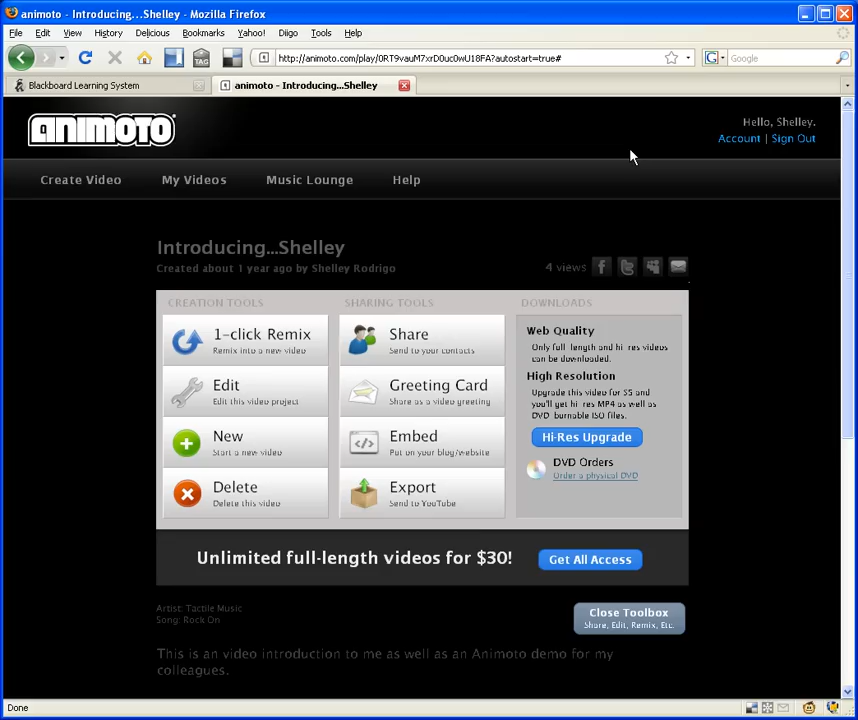 animoto - Introducing...Shelley - Mozilla Firefox
File Edit View History Delicious Bookmarks Yahoo! Diigo Tools Help
TAG http://animoto.com/play/0RT9vauM7xrD0uc0wU18FA?autostart=true# Google
Blackboard Learning System animoto - Introducing...Shelley
ANIMOTO
Hello, Shelley.
Account | Sign Out
Create Video My Videos Music Lounge Help
Introducing...Shelley
Created about 1 year ago by Shelley Rodrigo
4 views
CREATION TOOLS
1-click Remix
Remix into a new video
Edit
Edit this video project
New
Start a new video
Delete
Delete this video
SHARING TOOLS
Share
Send to your contacts
Greeting Card
Share as a video greeting
Embed
Put on your blog/website
Export
Send to YouTube
DOWNLOADS
Web Quality
Only full-length and hi-res videos
can be downloaded.
High Resolution
Upgrade this video for $5 and
you'll get hi-res MP4 as well as
DVD-burnable ISO files.
Hi-Res Upgrade
DVD Orders
Order a physical DVD
Unlimited full-length videos for $30!
Get All Access
Artist: Tactile Music
Song: Rock On
Close Toolbox
Share, Edit, Remix, Etc.
This is an video introduction to me as well as an Animoto demo for my
colleagues.
Done